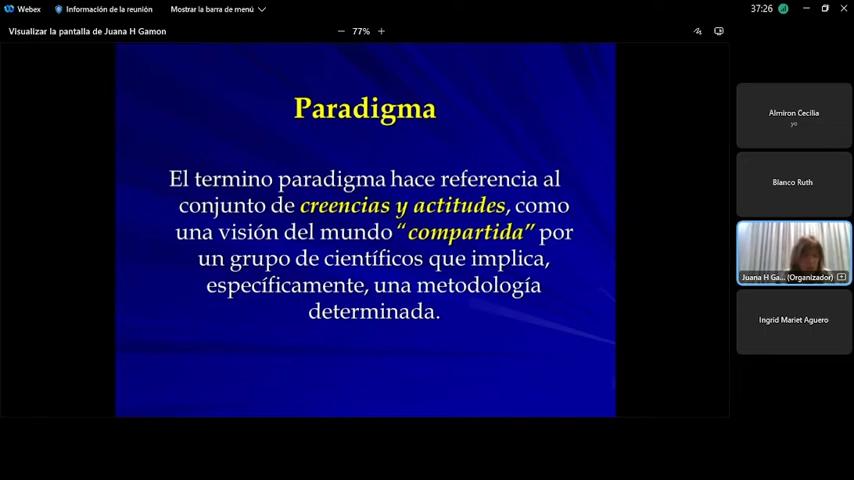 Webex
Información de la reunión
Mostrar la barra de menú
37:26
Visualizar la pantalla de Juana H Gamon
77%
Paradigma
El termino paradigma hace referencia al
conjunto de creencias y actitudes, como
una visión del mundo “compartida” por
un grupo de científicos que implica,
específicamente, una metodología
determinada.
Almiron Cecilia
yo
Blanco Ruth
Juana H Ga... (Organizador)
Ingrid Mariet Aguero